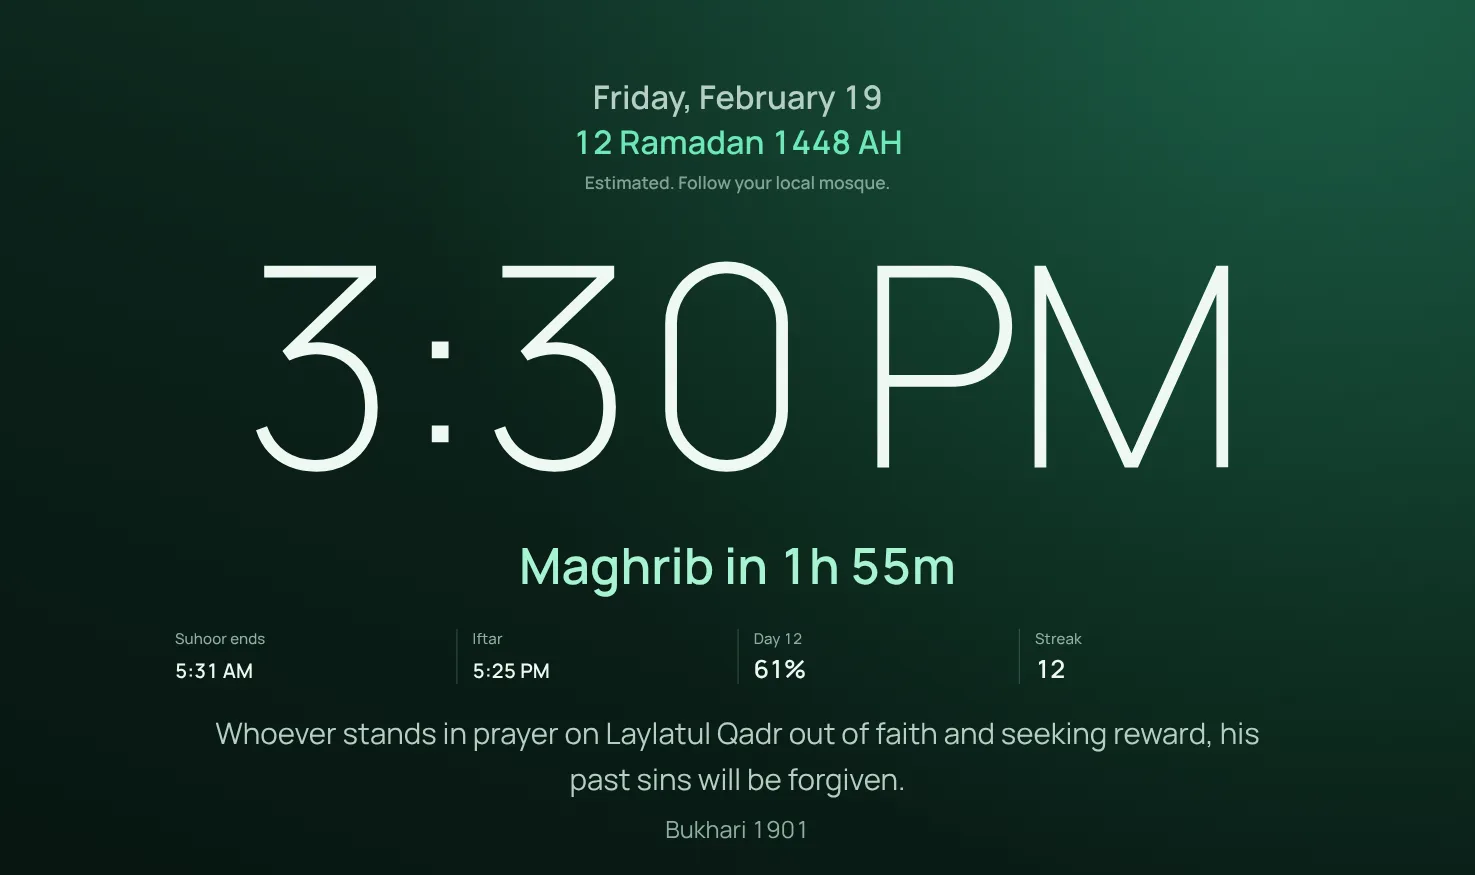 Friday, February 19
12 Ramadan 1448 AH
Estimated. Follow your local mosque.
3:30 PM
Maghrib in 1h 55m
Suhoor ends
5:31 AM
Iftar
5:25 PM
Day 12
61%
Streak
12
Whoever stands in prayer on Laylatul Qadr out of faith and seeking reward, his
past sins will be forgiven.
Bukhari 1901